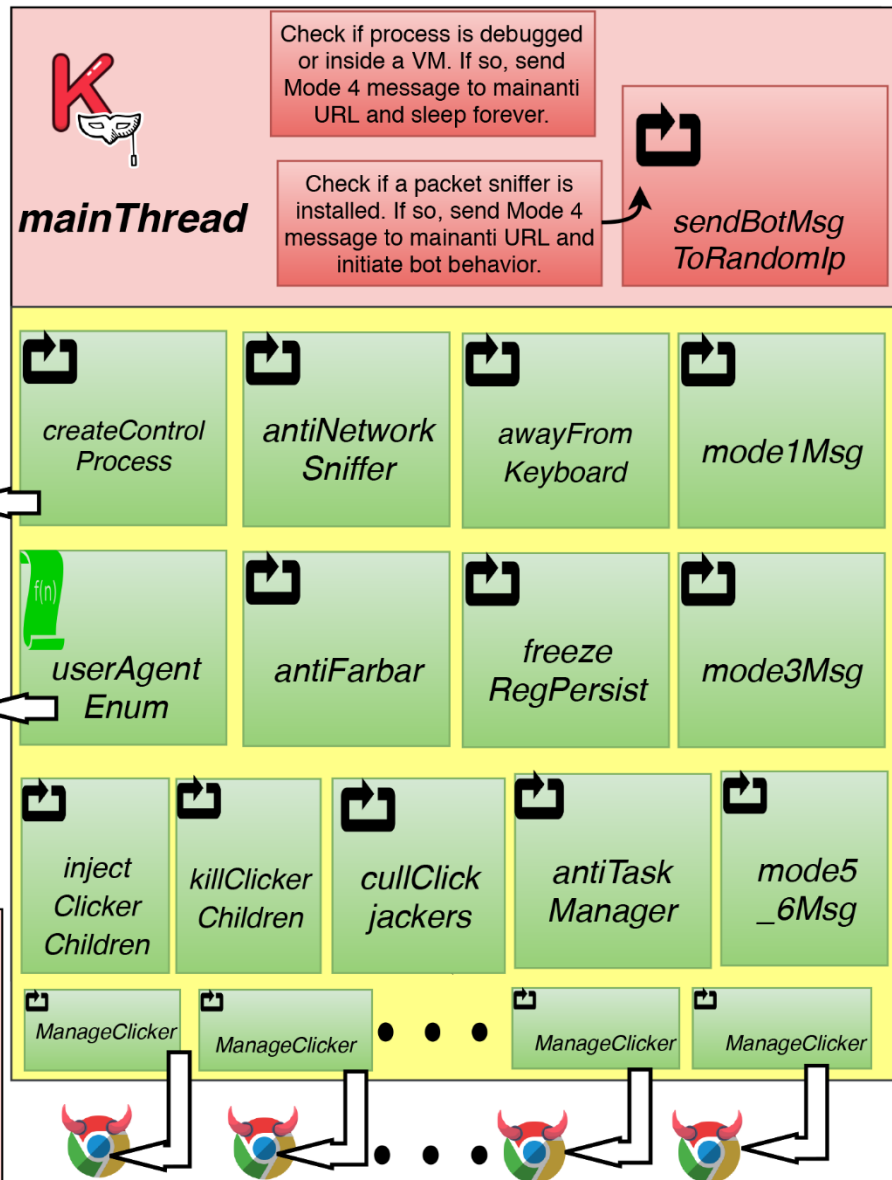 Check if process is debugged
or inside a VM. If so, send
Mode 4 message to mainanti
URL and sleep forever.
K
mainThread
Check if a packet sniffer is
installed. If so, send Mode 4
message to mainanti URL and
initiate bot behavior.
sendBotMsg
ToRandomIp
createControl
Process
antiNetwork
Sniffer
awayFrom
Keyboard
mode1Msg
f(n)
userAgent
Enum
antiFarbar
freeze
RegPersist
mode3Msg
inject
Clicker
Children
killClicker
Children
cullClick
jackers
antiTask
Manager
mode5
_6Msg
ManageClicker
ManageClicker
ManageClicker
ManageClicker